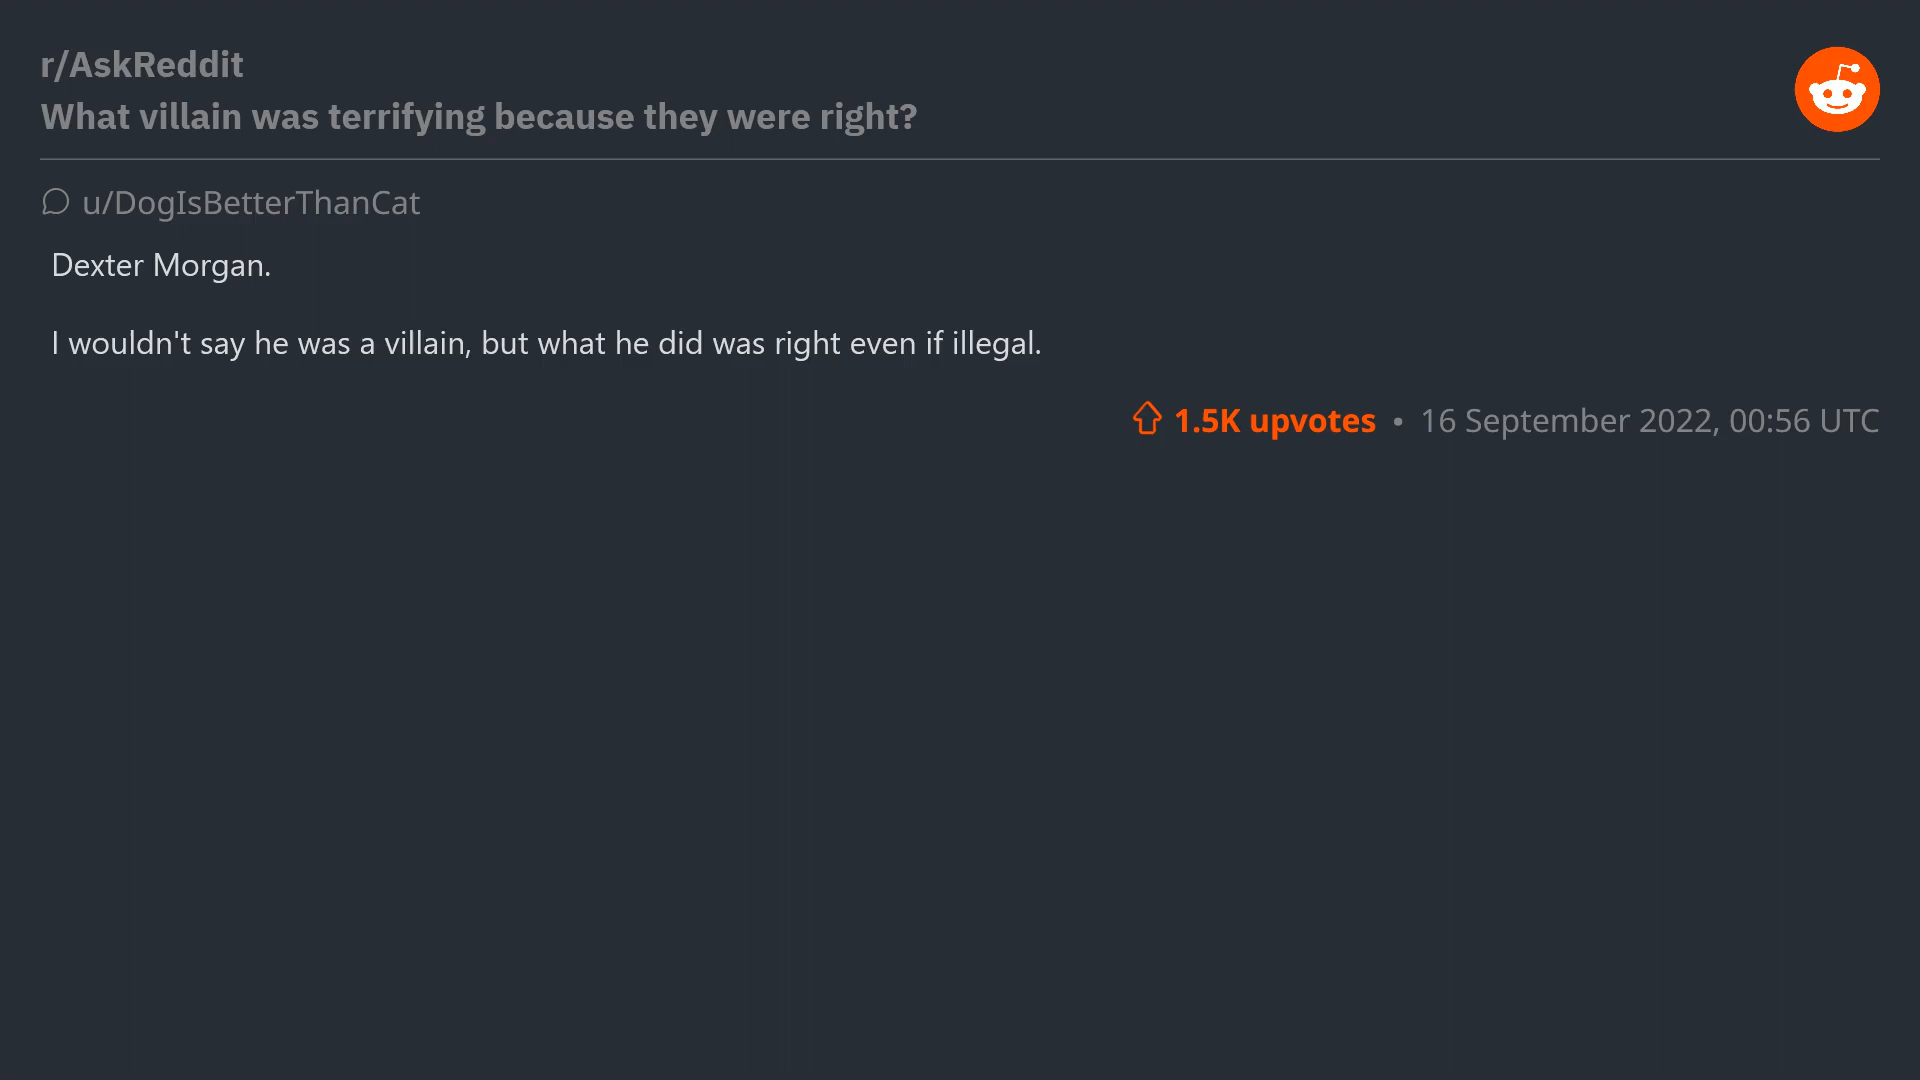 r/AskReddit
What villain was terrifying because they were right?
u/DogIsBetterThanCat
Dexter Morgan.
I wouldn't say he was a villain, but what he did was right even if illegal.
1.5K upvotes • 16 September 2022, 00:56 UTC